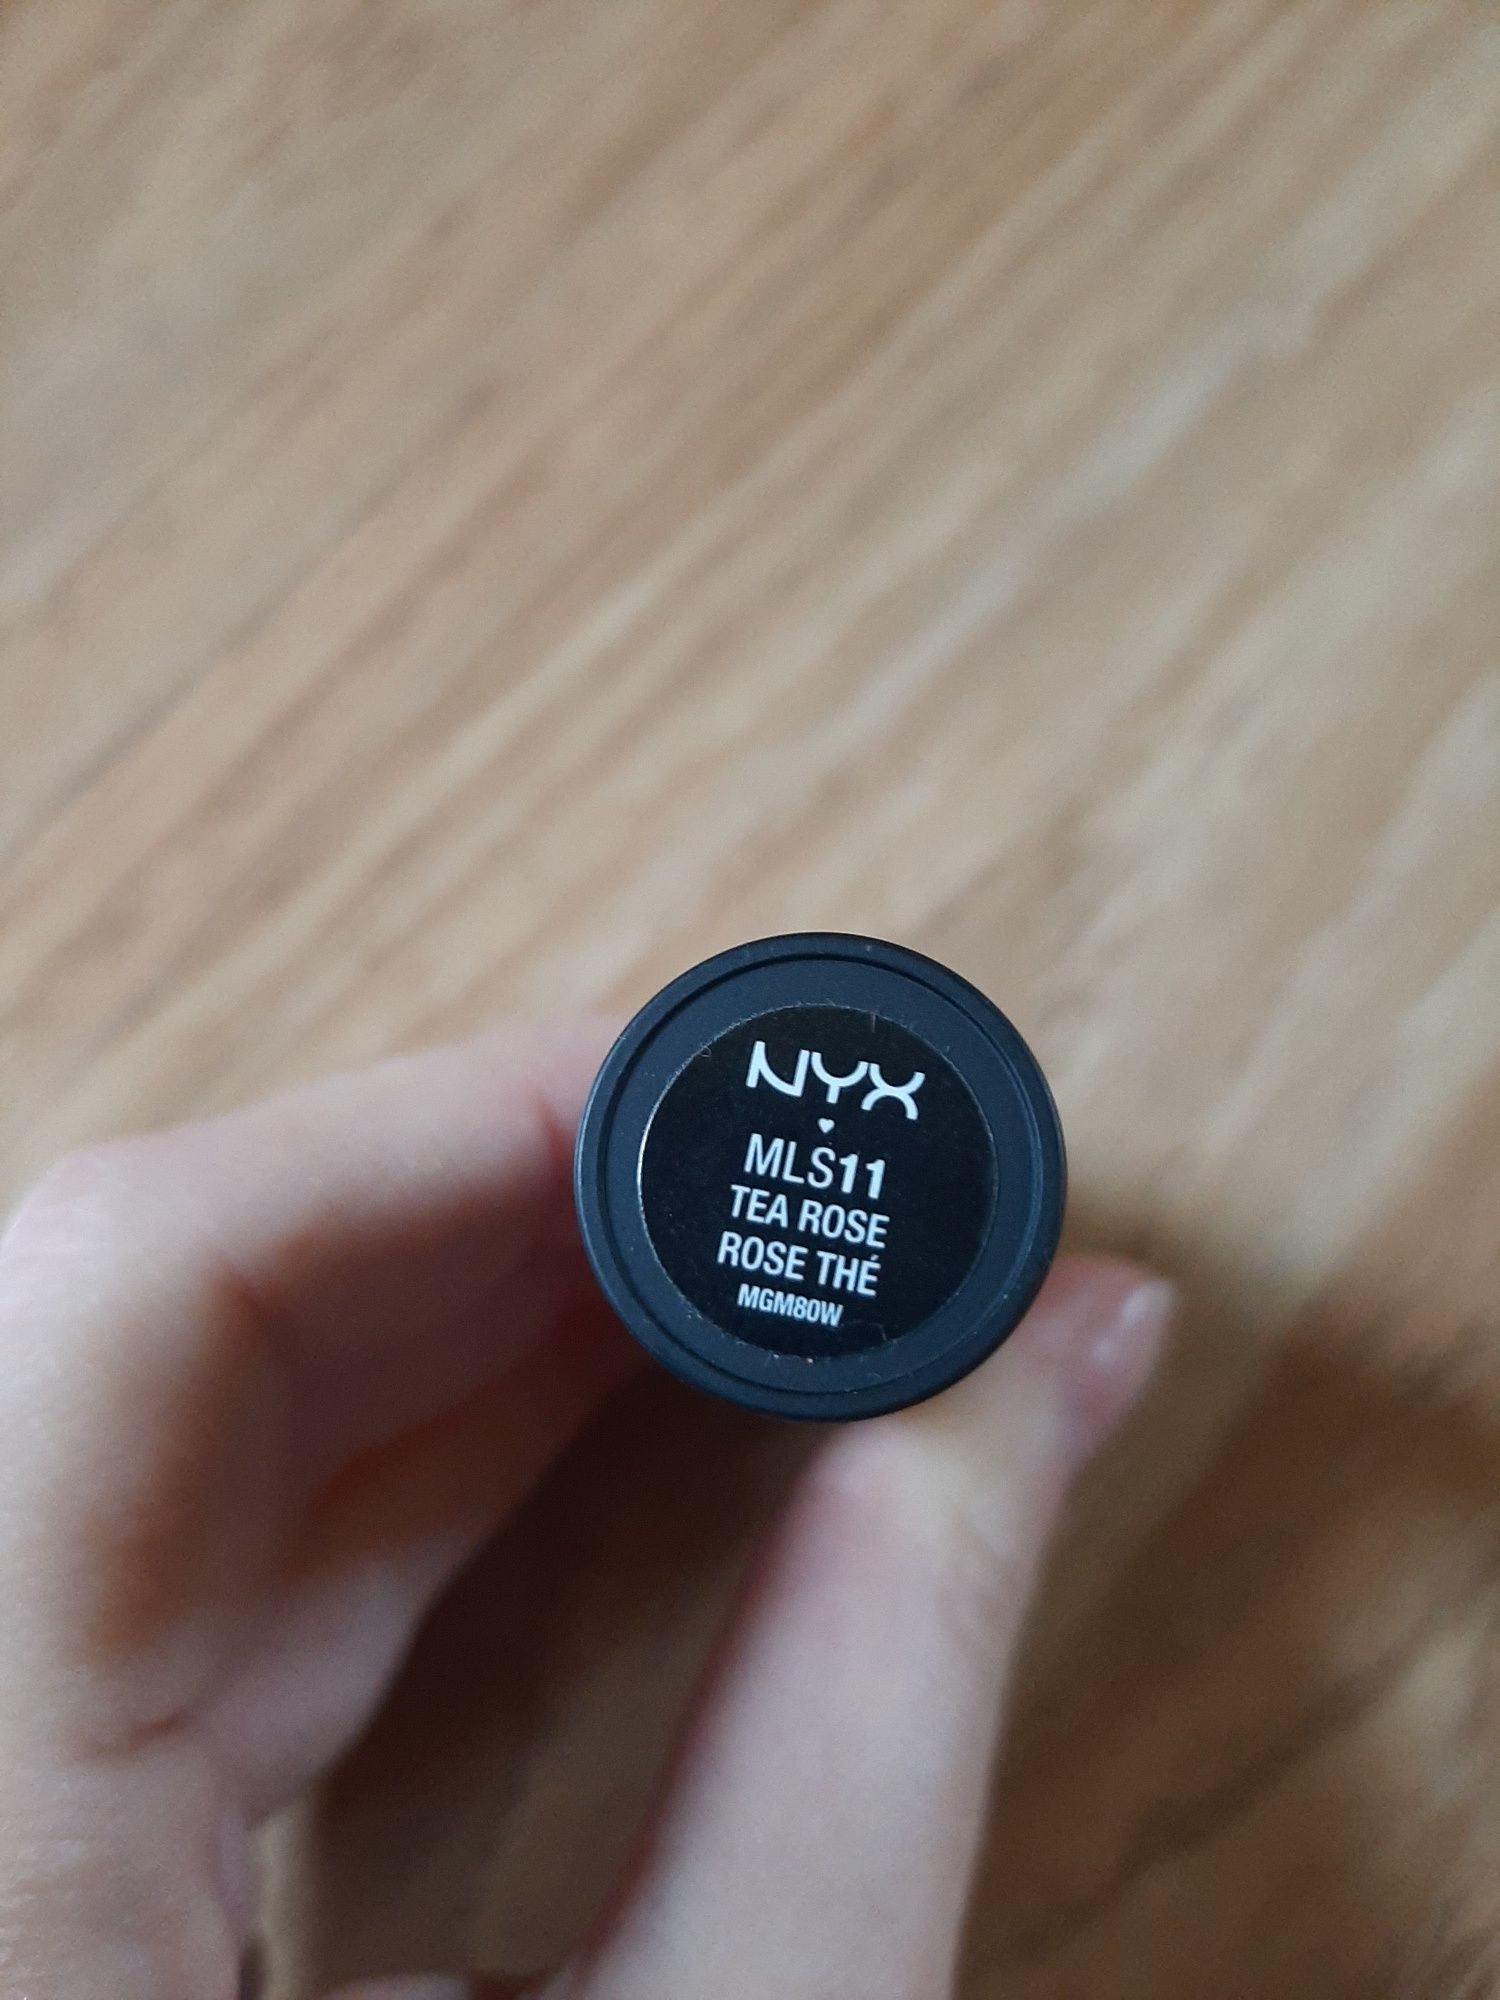 NYX
MLS11
TEA ROSE
ROSE THÉ
MGM80W